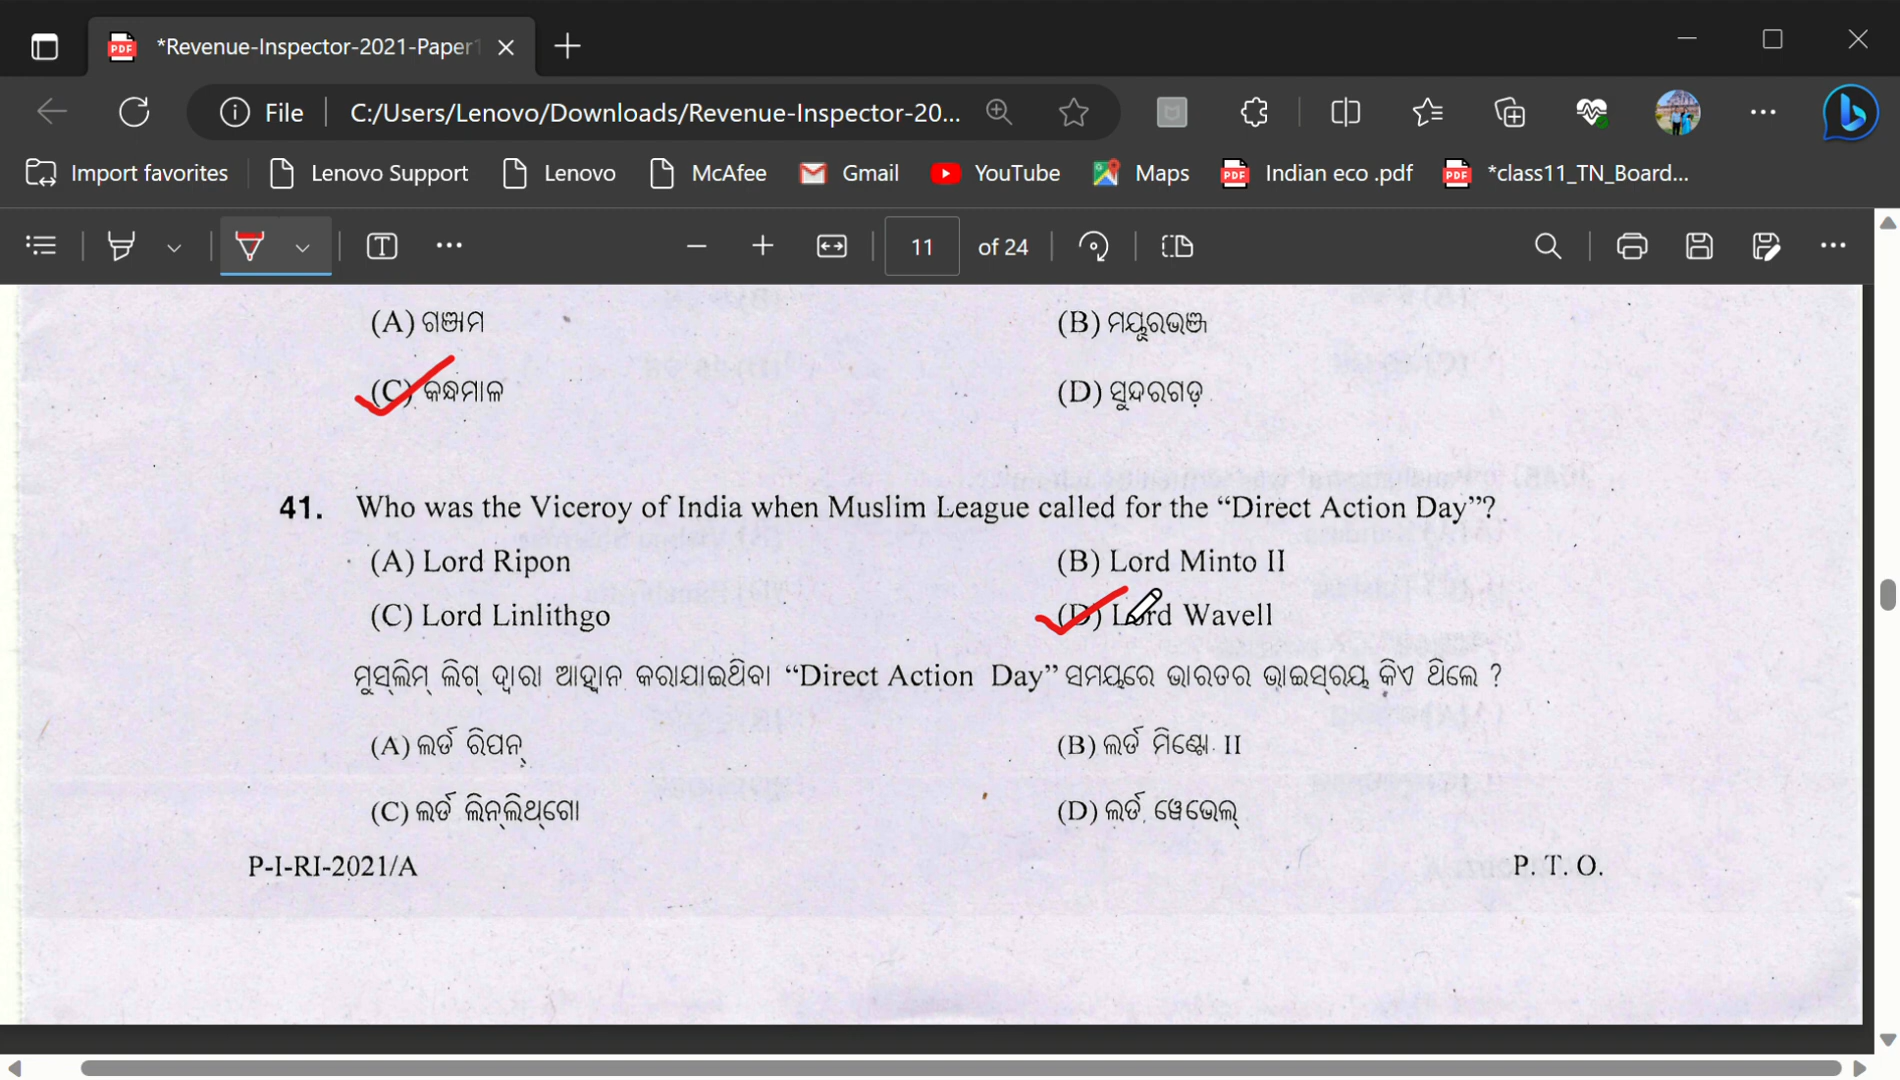 *Revenue-Inspector-2021-Paper1
File C:/Users/Lenovo/Downloads/Revenue-Inspector-20...
Import favorites Lenovo Support Lenovo McAfee Gmail YouTube Maps Indian eco .pdf *class11_TN_Board...
11 of 24
(A) ଗଞ୍ଜାମ (B) ମୟୂରଭଞ୍ଜ
(C) କନ୍ଧମାଳ (D) ସୁନ୍ଦରଗଡ଼
41. Who was the Viceroy of India when Muslim League called for the “Direct Action Day”?
(A) Lord Ripon (B) Lord Minto II
(C) Lord Linlithgo (D) Lord Wavell
ମୁସ୍‌ଲିମ୍ ଲିଗ୍ ଦ୍ୱାରା ଆହ୍ୱାନ କରାଯାଇଥିବା “Direct Action Day” ସମୟରେ ଭାରତର ଭାଇସ୍‌ରୟ କିଏ ଥିଲେ ?
(A) ଲର୍ଡ ରିପନ୍ (B) ଲର୍ଡ ମିଣ୍ଟୋ II
(C) ଲର୍ଡ ଲିନ୍‌ଲିଥ୍‌ଗୋ (D) ଲର୍ଡ ୱେଭେଲ୍
P-I-RI-2021/A P. T. O.